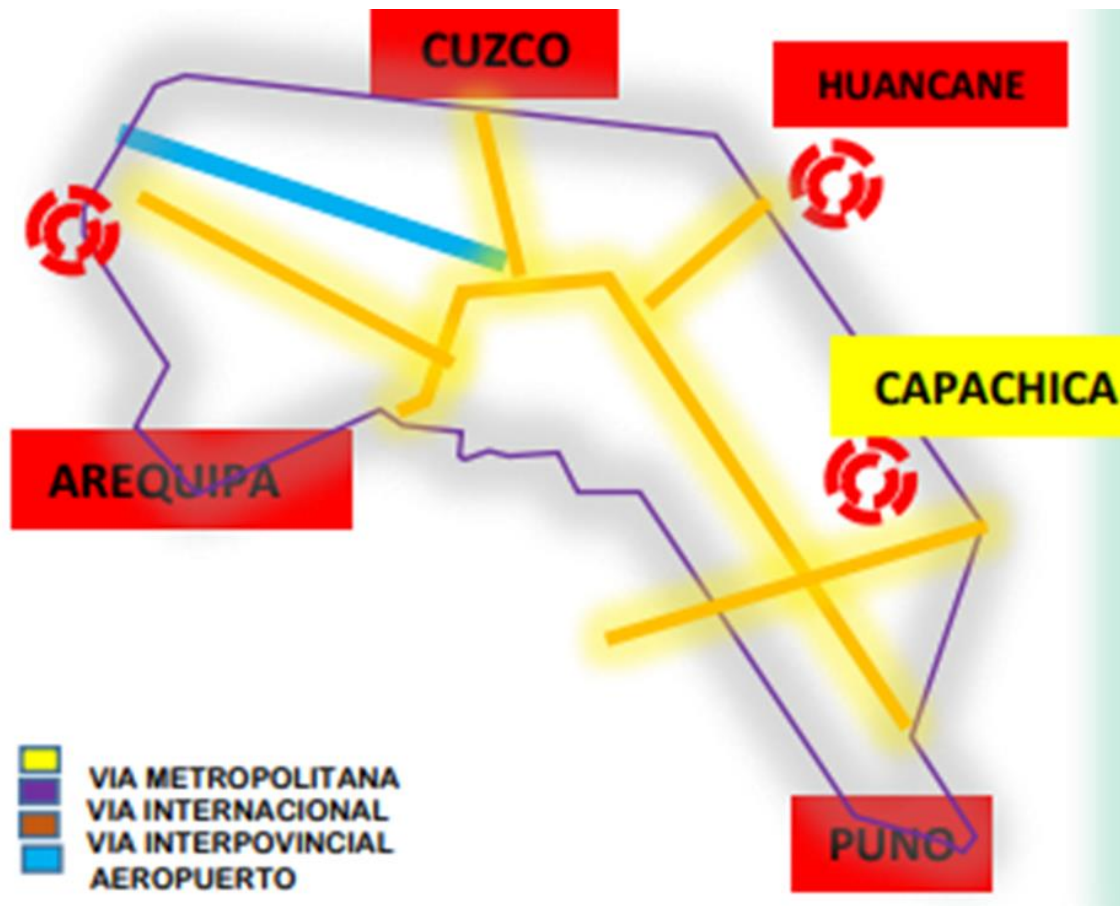 CUZCO
HUANCANE
CAPACHICA
AREQUIPA
VIA METROPOLITANA
VIA INTERNACIONAL
VIA INTERPOVINCIAL
AEROPUERTO
PUNO